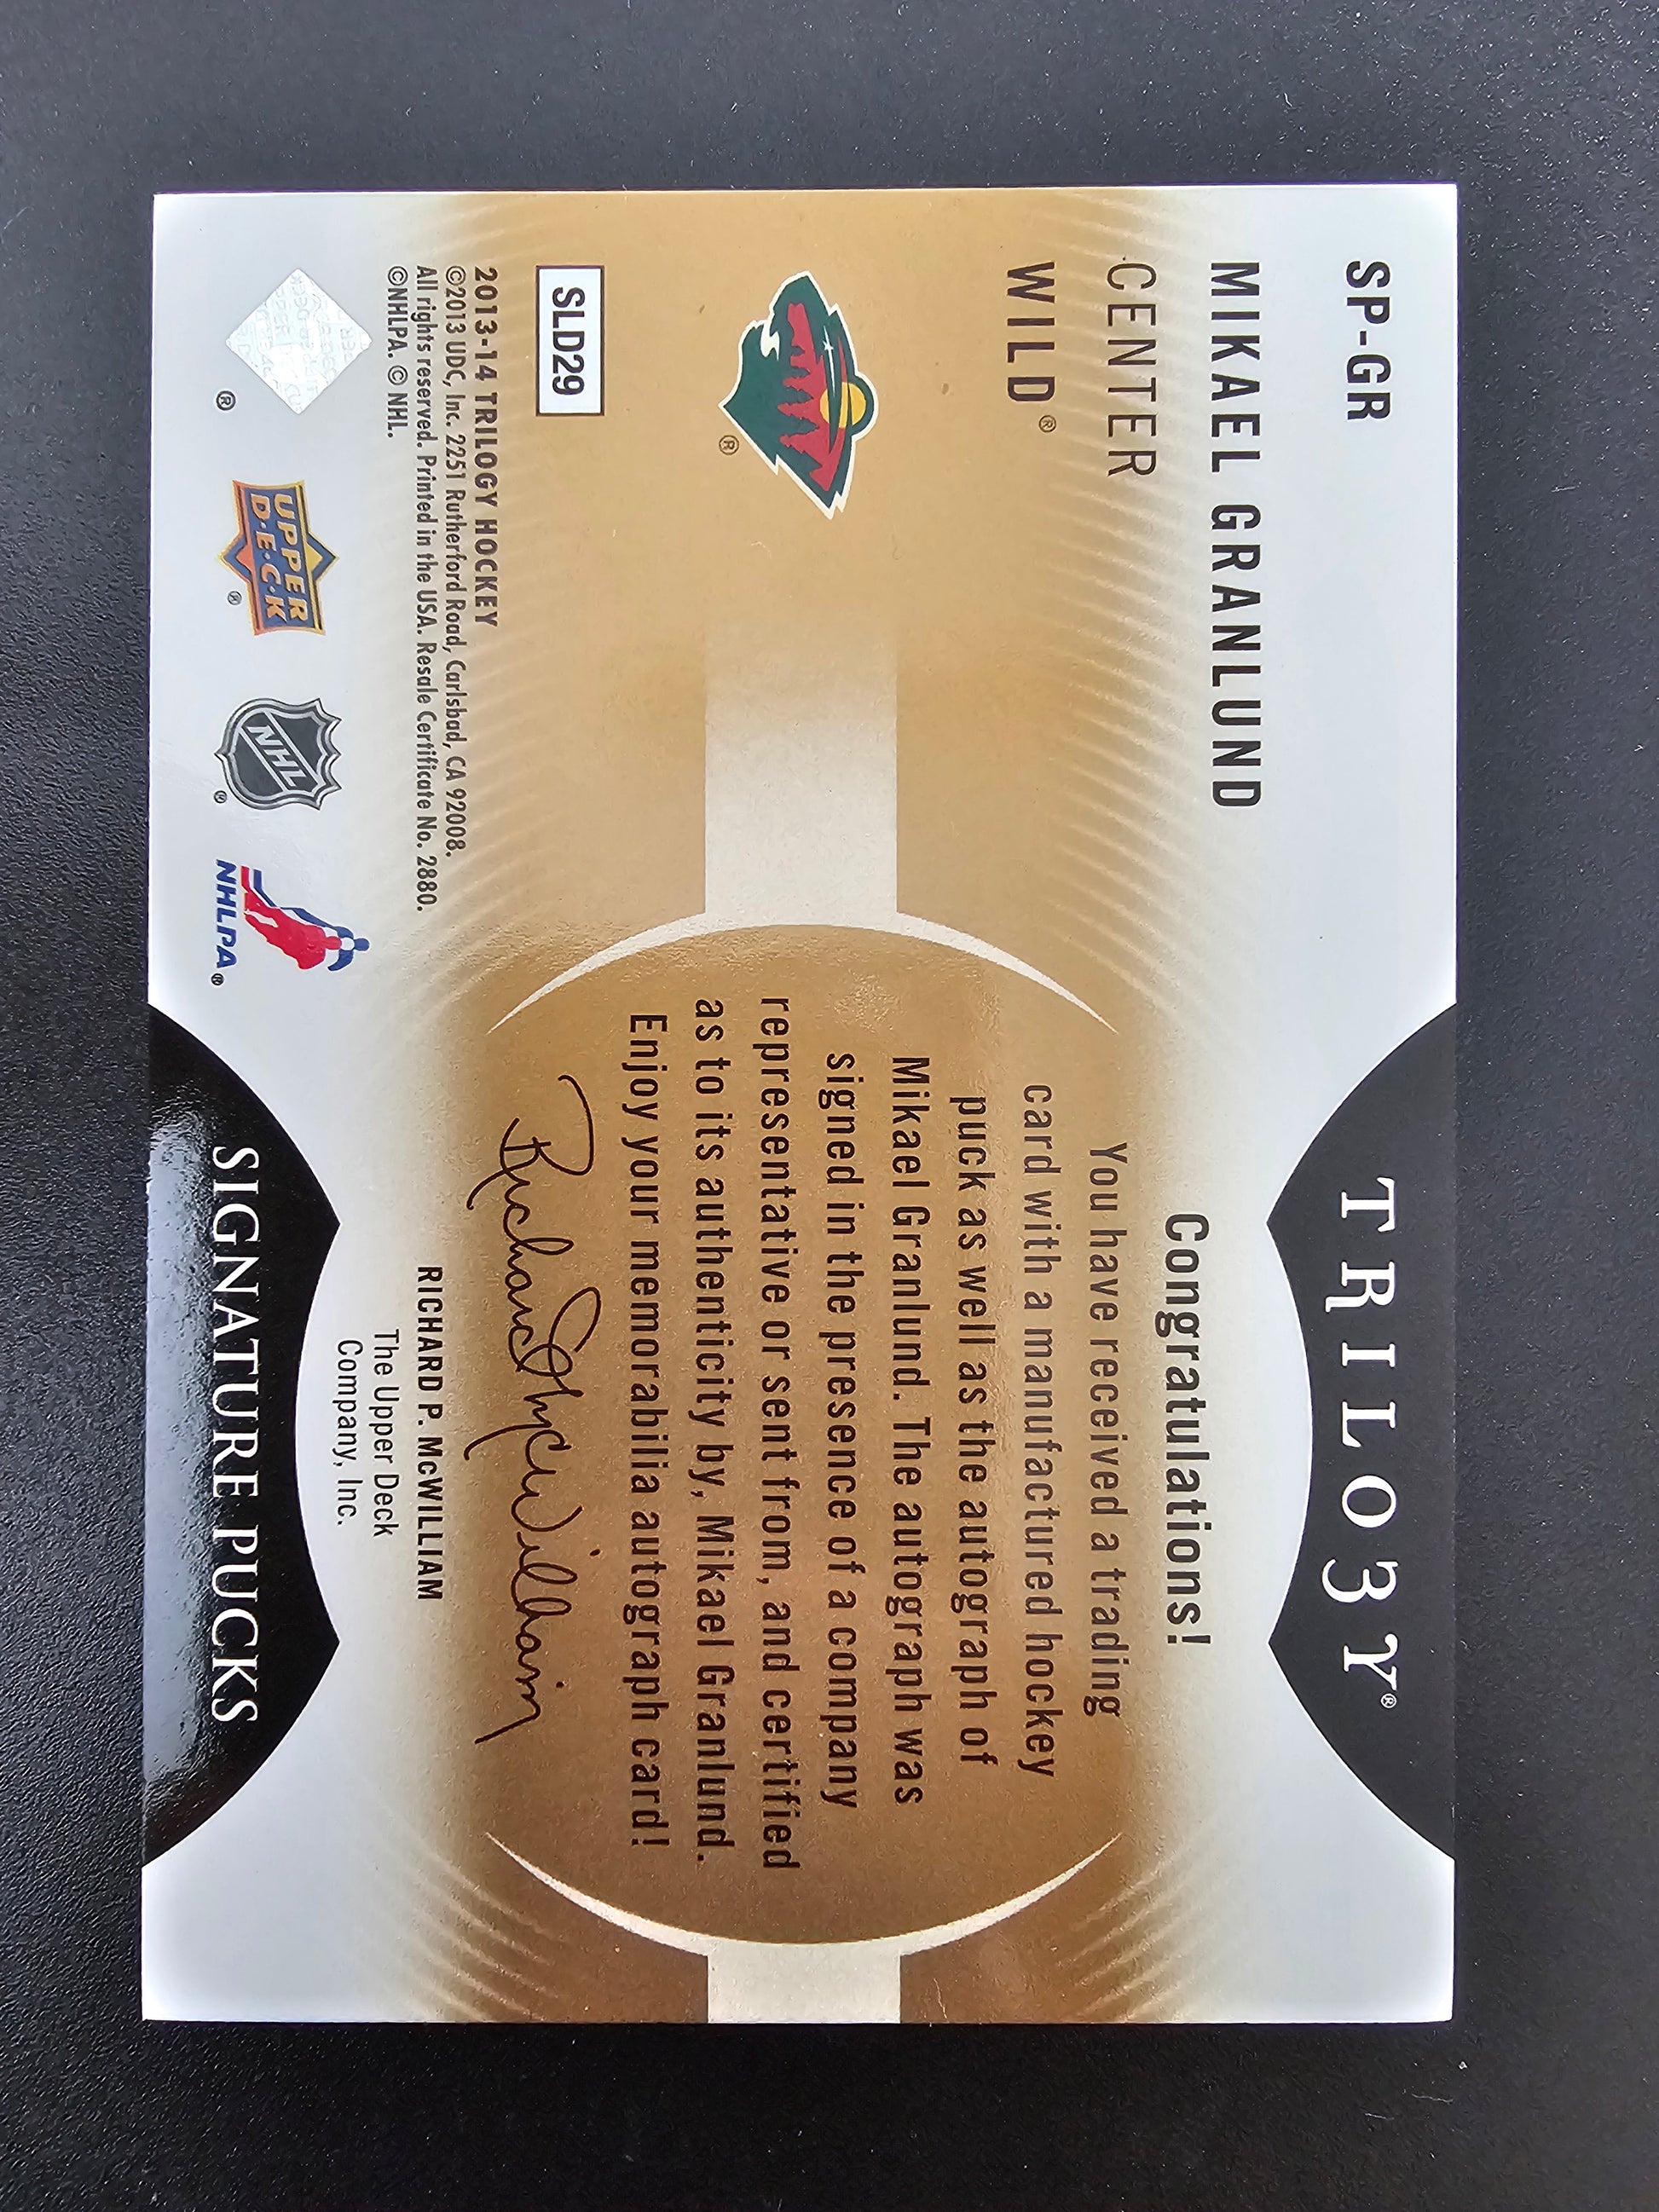 SP-GR
MIKAEL GRANLUND
CENTER
WILD®
®
SLD29
2013-14 TRILOGY HOCKEY
©2013 UDC, Inc. 2251 Rutherford Road, Carlsbad, CA 92008.
All rights reserved. Printed in the USA. Resale Certificate No. 2880.
©NHLPA. © NHL.
®
UPPER
D·E·C·K
®
NHL
®
NHLPA®
TRILO3Y®
Congratulations!
You have received a trading
card with a manufactured hockey
puck as well as the autograph of
Mikael Granlund. The autograph was
signed in the presence of a company
representative or sent from, and certified
as to its authenticity by, Mikael Granlund.
Enjoy your memorabilia autograph card!
Richard P. McWilliam
RICHARD P. McWILLIAM
The Upper Deck
Company, Inc.
SIGNATURE PUCKS